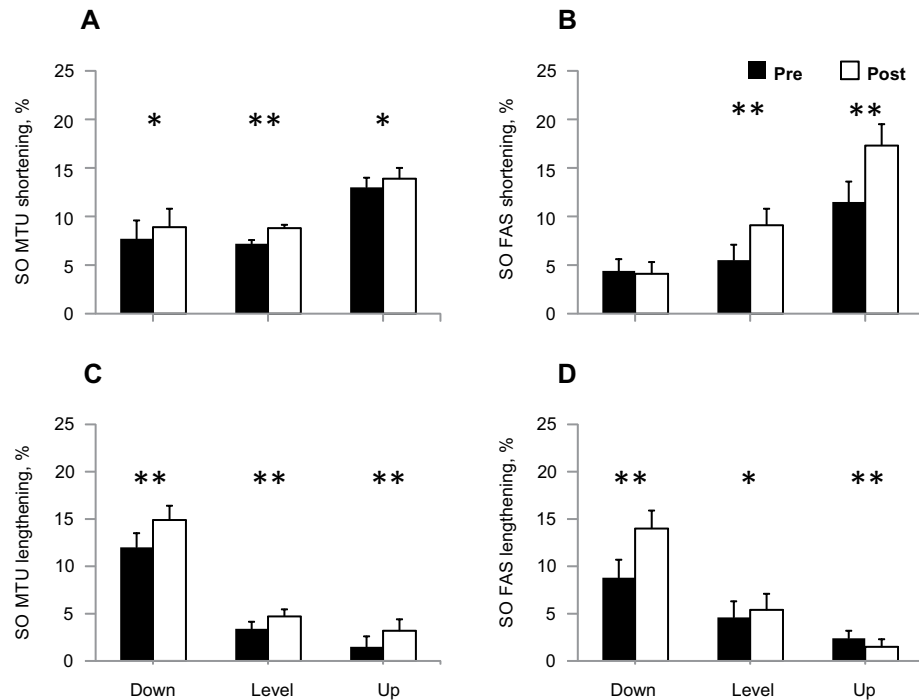 A
SO MTU shortening, %
25
20
15
10
5
0
* ** *
B
SO FAS shortening, %
25
20
15
10
5
0
Pre Post
** **
C
SO MTU lengthening, %
25
20
15
10
5
0
** ** **
Down Level Up
D
SO FAS lengthening, %
25
20
15
10
5
0
** * **
Down Level Up